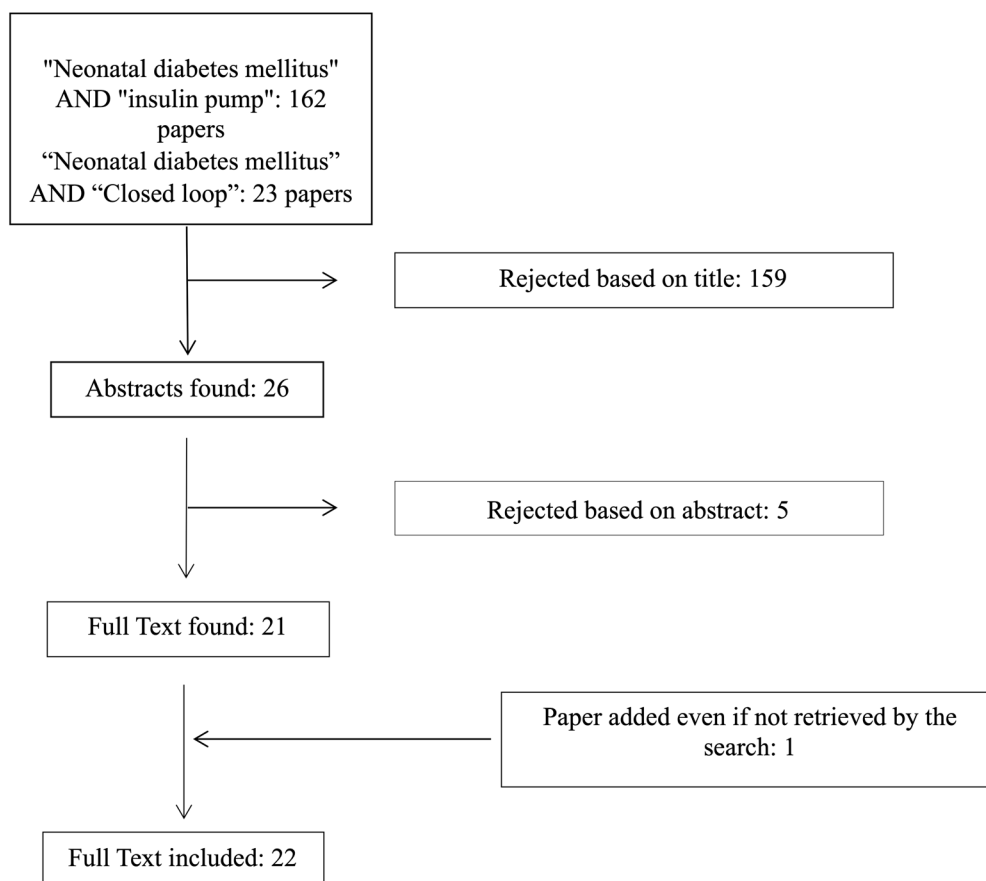 "Neonatal diabetes mellitus"
AND "insulin pump": 162
papers
“Neonatal diabetes mellitus”
AND “Closed loop”: 23 papers
Rejected based on title: 159
Abstracts found: 26
Rejected based on abstract: 5
Full Text found: 21
Paper added even if not retrieved by the
search: 1
Full Text included: 22